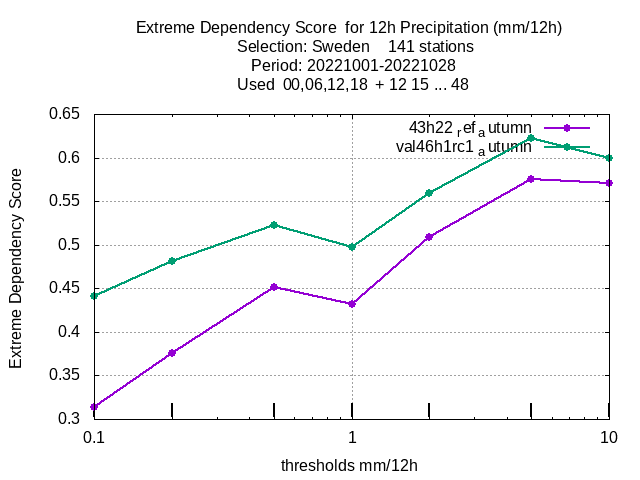 Extreme Dependency Score  for 12h Precipitation (mm/12h)
Selection: Sweden    141 stations
Period: 20221001-20221028
Used  00,06,12,18  + 12 15 ... 48
0.65
0.6
0.55
0.5
0.45
0.4
0.35
0.3
Extreme Dependency Score
43h22 refautumn
val46h1rc1 autumn
0.1
1
10
thresholds mm/12h